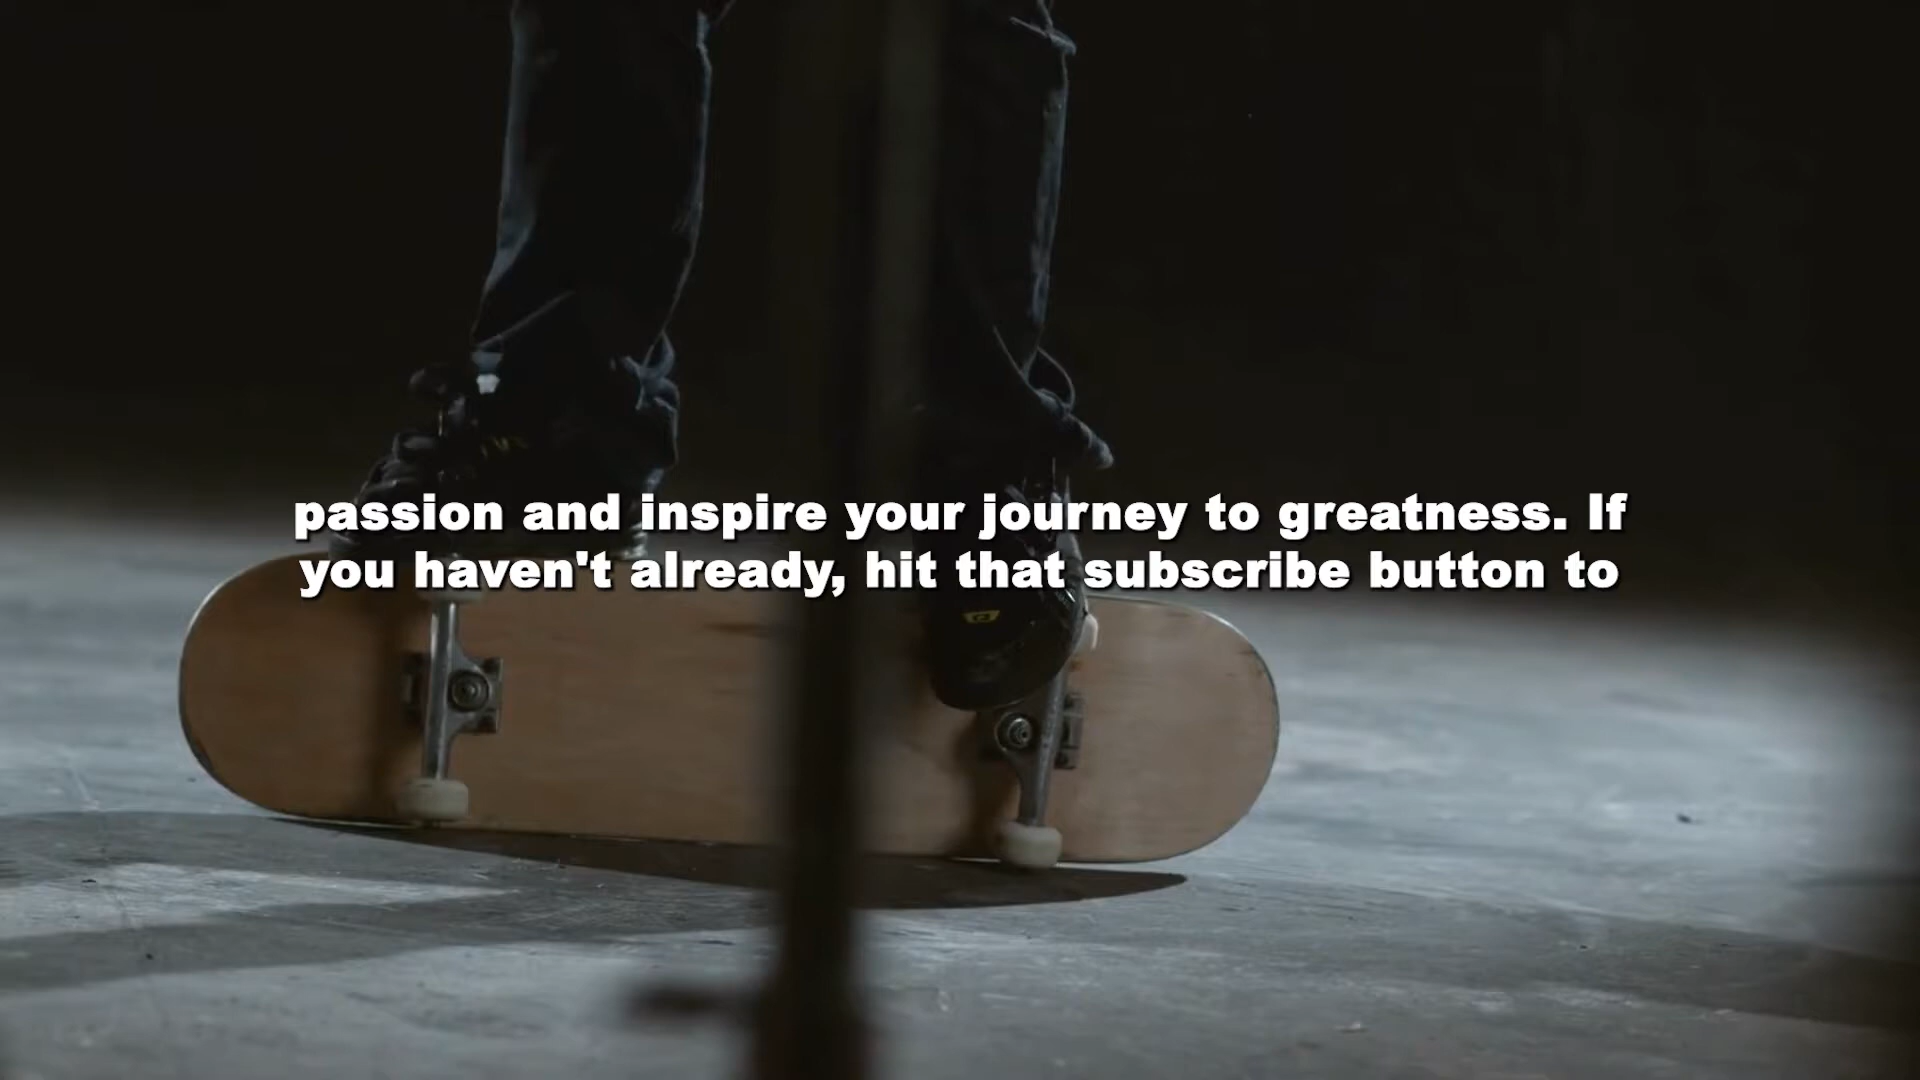 passion and inspire your journey to greatness. If
you haven't already, hit that subscribe button to